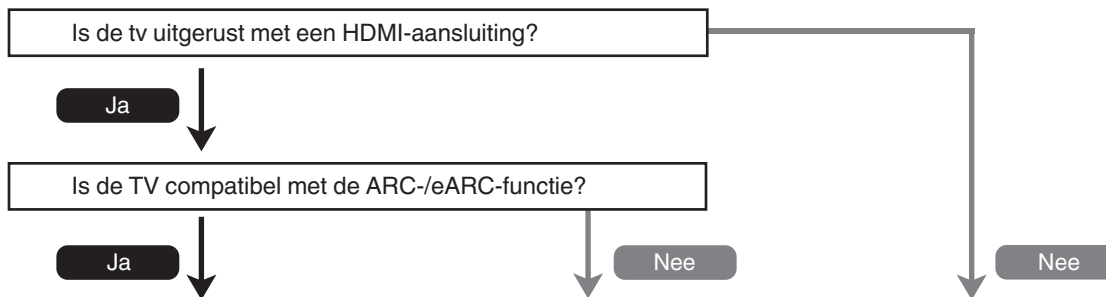 Is de tv uitgerust met een HDMI-aansluiting?
Ja
Is de TV compatibel met de ARC-/eARC-functie?
Ja
Nee
Nee